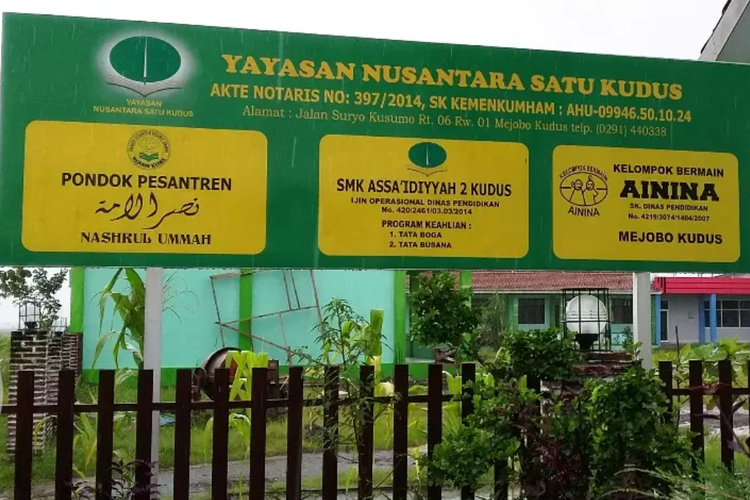 YAYASAN NUSANTARA SATU KUDUS
AKTE NOTARIS NO: 397/2014, SK KEMENKUMHAM : AHU-09946.50.10.24
Alamat : Jalan Suryo Kusumo Rt. 06 Rw. 01 Mejobo Kudus telp. (0291) 440338
YAYASAN
NUSANTARA SATU KUDUS
PONDOK PESANTREN
نصر الامة
NASHRUL UMMAH
SMK ASSA'IDIYYAH 2 KUDUS
IJIN OPERASIONAL DINAS PENDIDIKAN
No. 420/2461/03.03/2014
PROGRAM KEAHLIAN :
1. TATA BOGA
2. TATA BUSANA
KELOMPOK BERMAIN
AININA
KELOMPOK BERMAIN
AININA
SK. DINAS PENDIDIKAN
No. 4219/3074/1404/2007
MEJOBO KUDUS